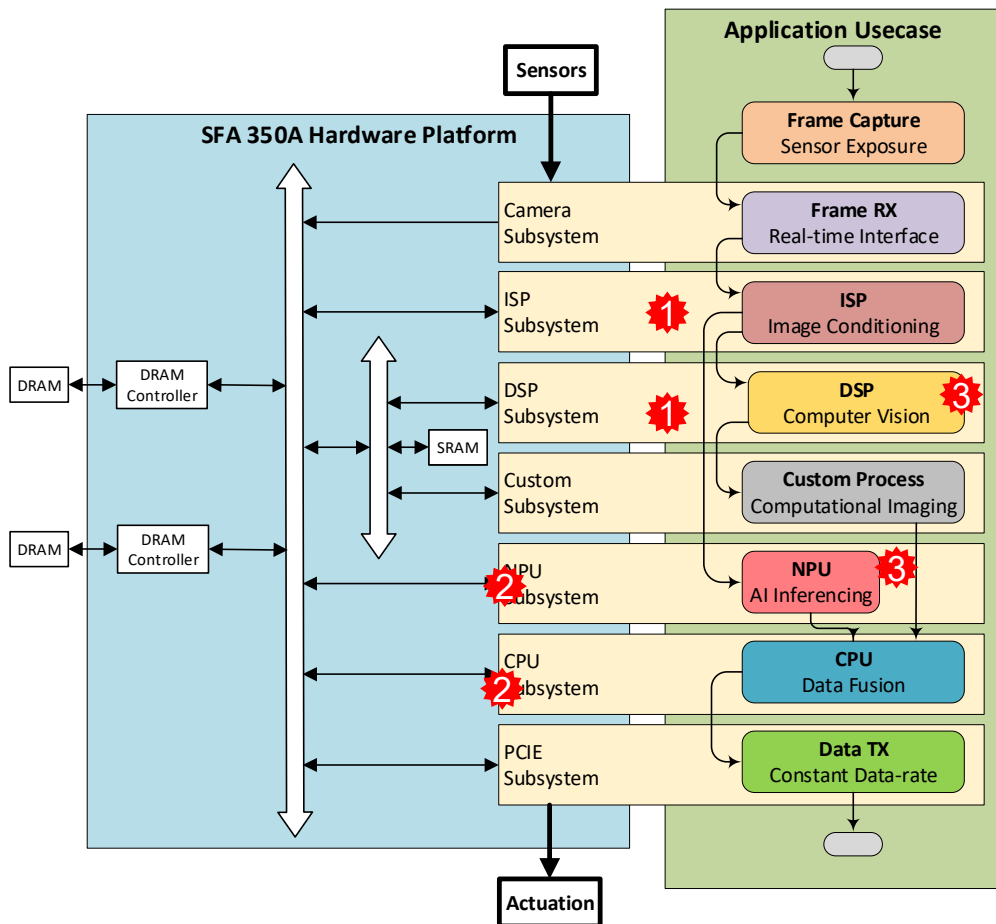 Application Usecase
Sensors
SFA 350A Hardware Platform
Frame Capture
Sensor Exposure
Camera
Subsystem
Frame RX
Real-time Interface
ISP
Subsystem
1
ISP
Image Conditioning
DRAM
DRAM
Controller
DSP
Subsystem
1
DSP
Computer Vision
3
SRAM
Custom
Subsystem
Custom Process
Computational Imaging
DRAM
DRAM
Controller
NPU
Subsystem
2
NPU
AI Inferencing
3
CPU
Subsystem
2
CPU
Data Fusion
PCIE
Subsystem
Data TX
Constant Data-rate
Actuation